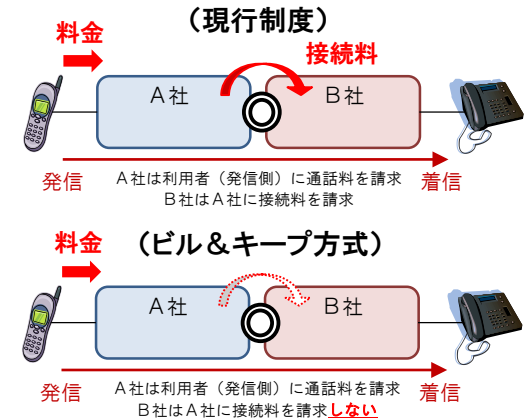 （現行制度）
料金
接続料
A社
B社
発信
A社は利用者（発信側）に通話料を請求
B社はA社に接続料を請求
着信
料金
（ビル＆キープ方式）
A社
B社
発信
A社は利用者（発信側）に通話料を請求
B社はA社に接続料を請求しない
着信